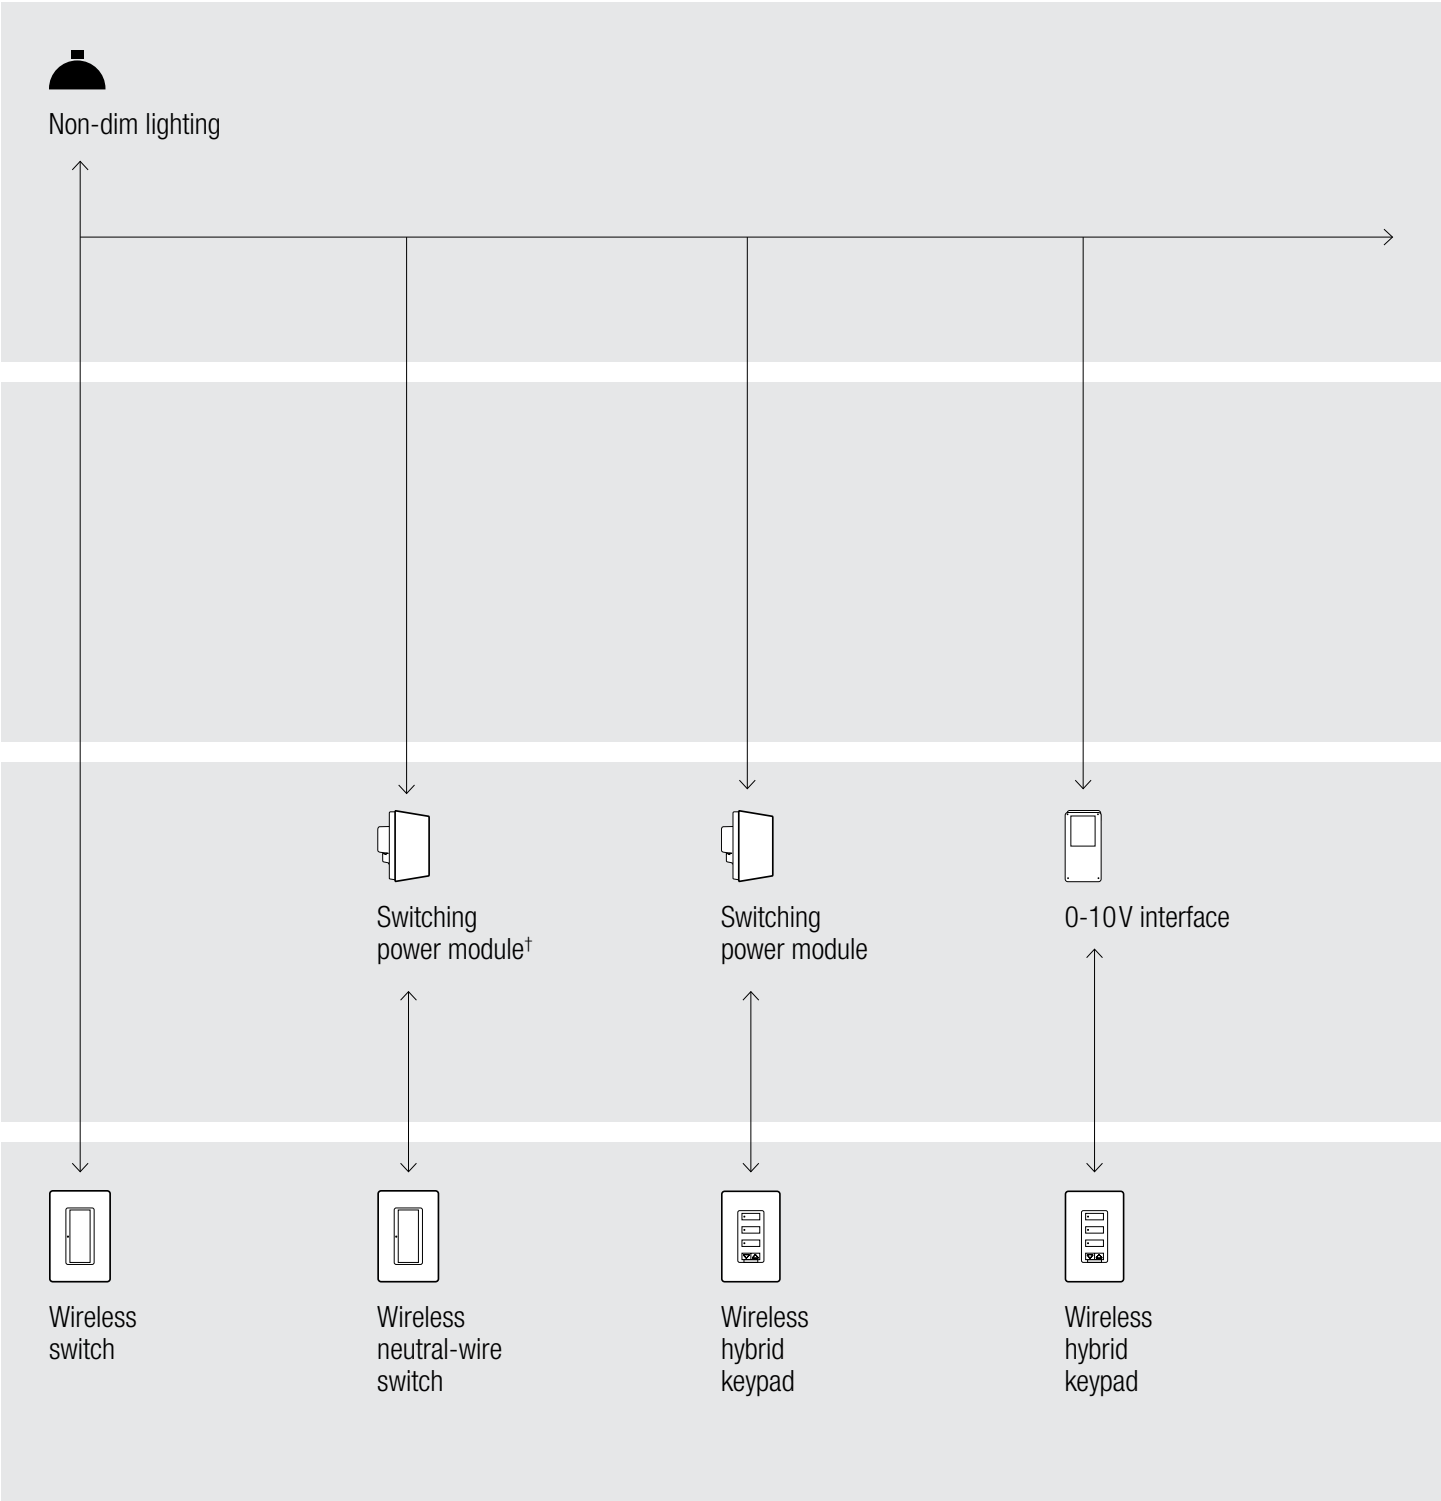 Non-dim lighting
Switching
power module†
Switching
power module
0-10V interface
Wireless
switch
Wireless
neutral-wire
switch
Wireless
hybrid
keypad
Wireless
hybrid
keypad